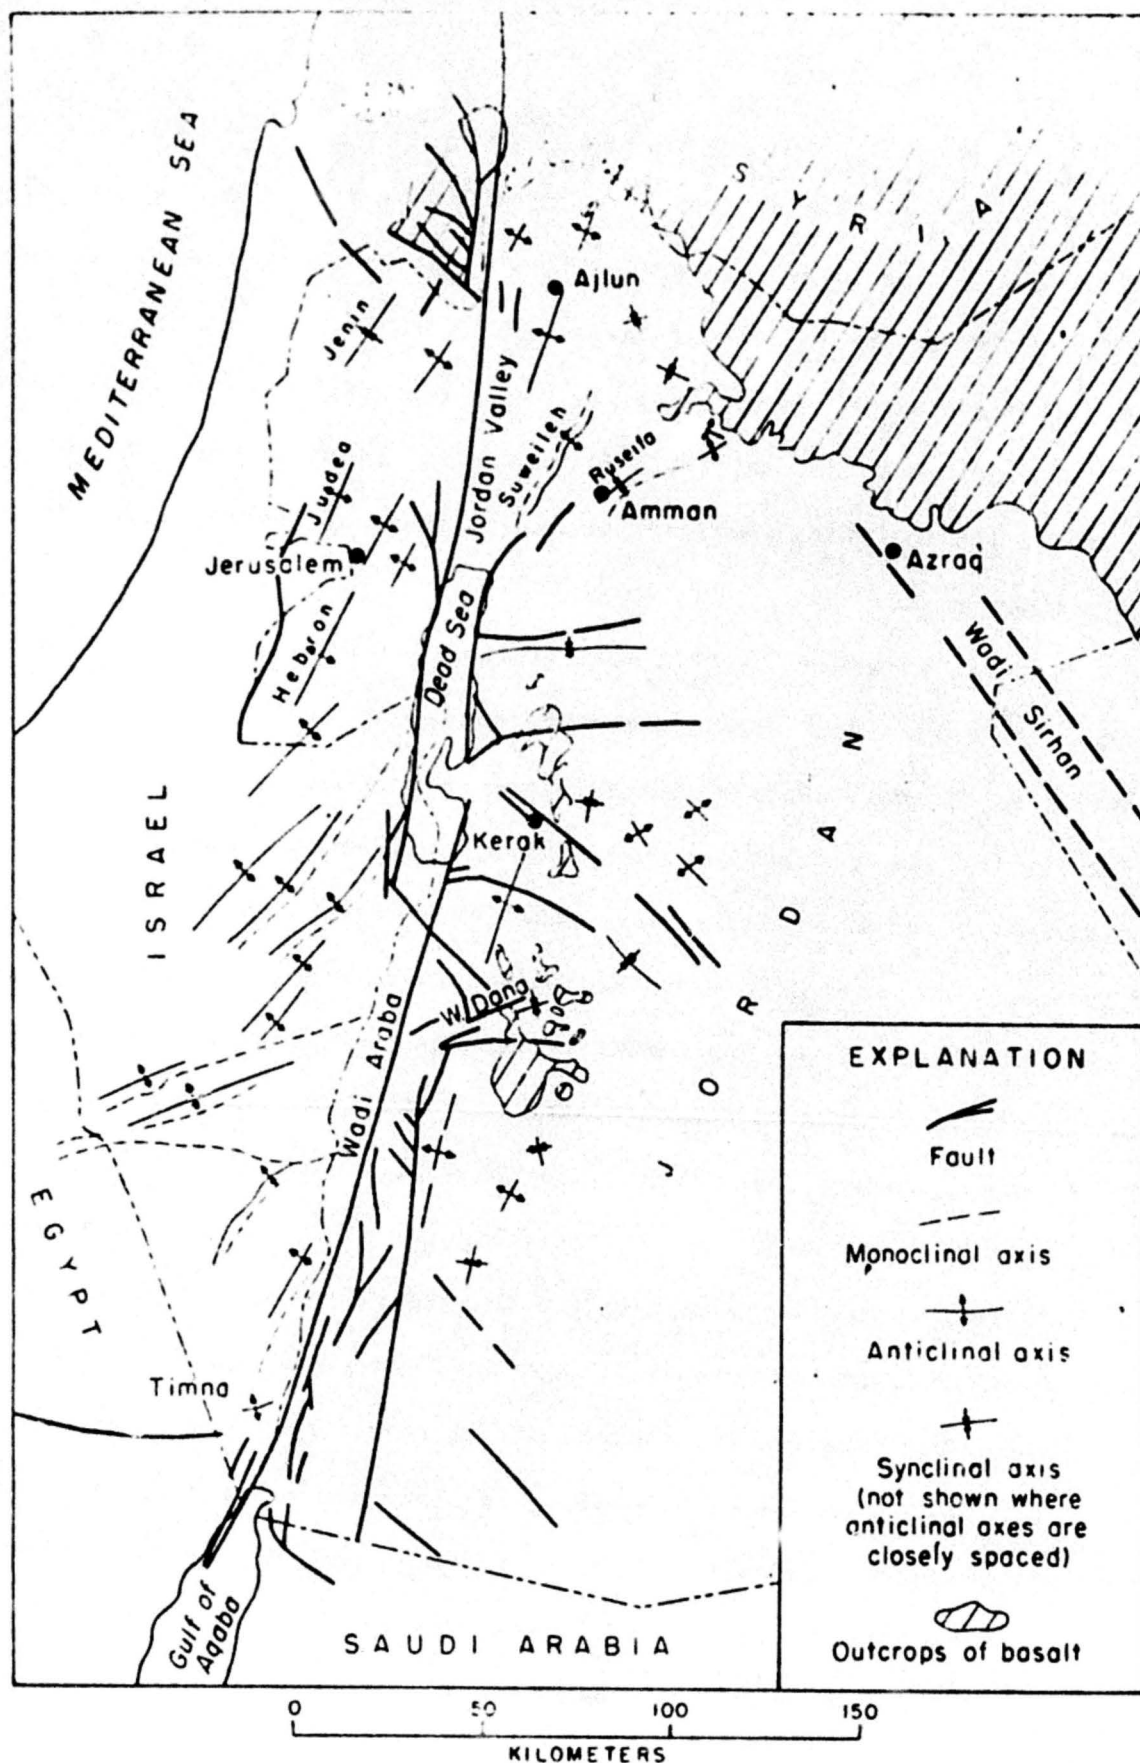 MEDITERRANEAN SEA
SYRIA
Ajlun
Jenin
Jordan Valley
Suweileh
Ruseifa
Amman
Judea
Jerusalem
Azraq
Hebron
Dead Sea
Wadi
Sirhan
ISRAEL
JORDAN
Kerak
W. Dana
Wadi Araba
EGYPT
Timna
Gulf of
Aqaba
SAUDI ARABIA
EXPLANATION
Fault
Monoclinal axis
Anticlinal axis
Synclinal axis
(not shown where
anticlinal axes are
closely spaced)
Outcrops of basalt
0 50 100 150
KILOMETERS